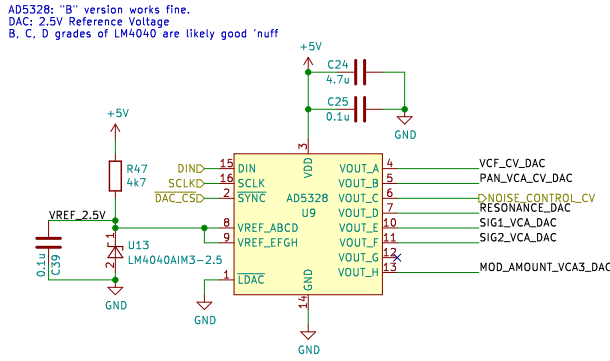 AD5328: "B" version works fine.
DAC: 2.5V Reference Voltage
B, C, D grades of LM4040 are likely good 'nuff
+5V
C24
4.7u
C25
0.1u
GND
+5V
R47
4k7
VREF_2.5V
0.1u
C39
1
2
U13
LM4040AIM3-2.5
GND
DIN
SCLK
DAC_CS
15
16
2
8
9
1
3
14
DIN
SCLK
SYNC
VREF_ABCD
VREF_EFGH
LDAC
VDD
AD5328
U9
GND
VOUT_A
VOUT_B
VOUT_C
VOUT_D
VOUT_E
VOUT_F
VOUT_G
VOUT_H
4
5
6
7
10
11
12
13
VCF_CV_DAC
PAN_VCA_CV_DAC
NOISE_CONTROL_CV
RESONANCE_DAC
SIG1_VCA_DAC
SIG2_VCA_DAC
MOD_AMOUNT_VCA3_DAC
GND
GND